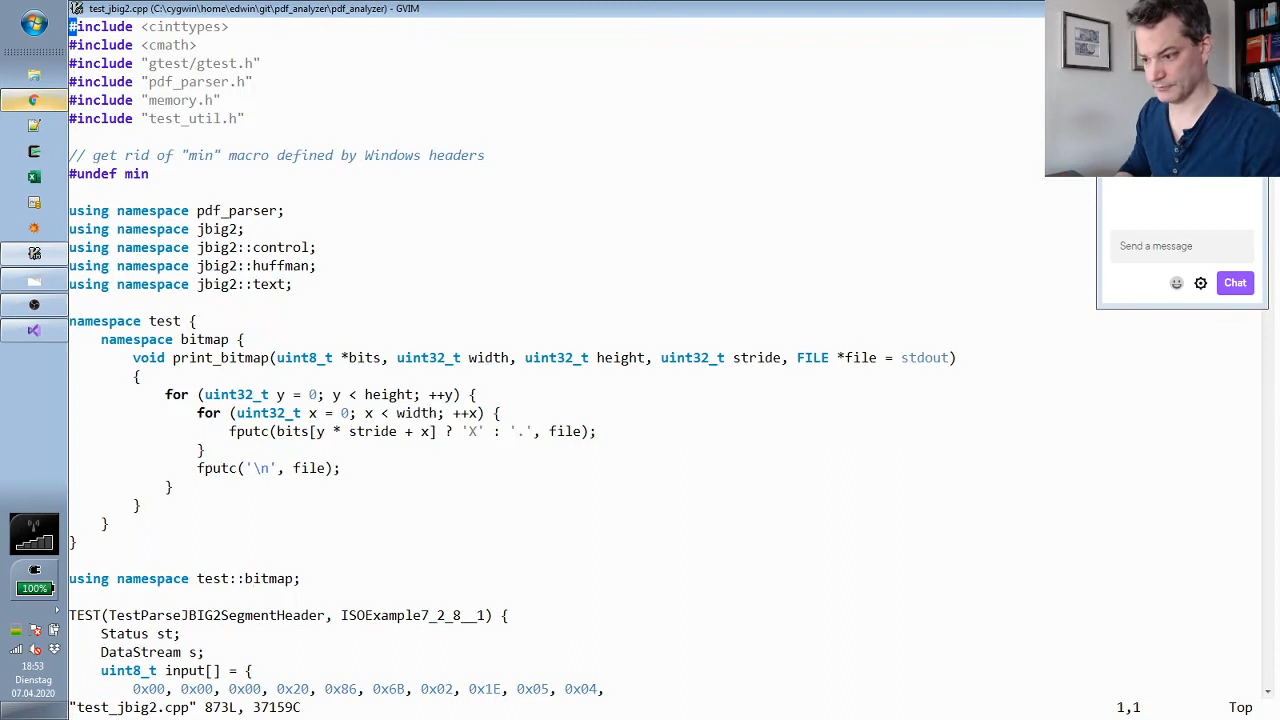 test_jbig2.cpp (C:\cygwin\home\edwin\git\pdf_analyzer\pdf_analyzer) - GVIM
#include <cinttypes>
#include <cmath>
#include "gtest/gtest.h"
#include "pdf_parser.h"
#include "memory.h"
#include "test_util.h"
// get rid of "min" macro defined by Windows headers
#undef min
using namespace pdf_parser;
using namespace jbig2;
using namespace jbig2::control;
using namespace jbig2::huffman;
using namespace jbig2::text;
namespace test {
namespace bitmap {
void print_bitmap(uint8_t *bits, uint32_t width, uint32_t height, uint32_t stride, FILE *file = stdout)
{
for (uint32_t y = 0; y < height; ++y) {
for (uint32_t x = 0; x < width; ++x) {
fputc(bits[y * stride + x] ? 'X' : '.', file);
}
fputc('\n', file);
}
}
}
}
using namespace test::bitmap;
TEST(TestParseJBIG2SegmentHeader, ISOExample7_2_8__1) {
Status st;
DataStream s;
uint8_t input[] = {
0x00, 0x00, 0x00, 0x20, 0x86, 0x6B, 0x02, 0x1E, 0x05, 0x04,
"test_jbig2.cpp" 873L, 37159C
1,1
Top
Send a message
Chat
100%
18:53
Dienstag
07.04.2020